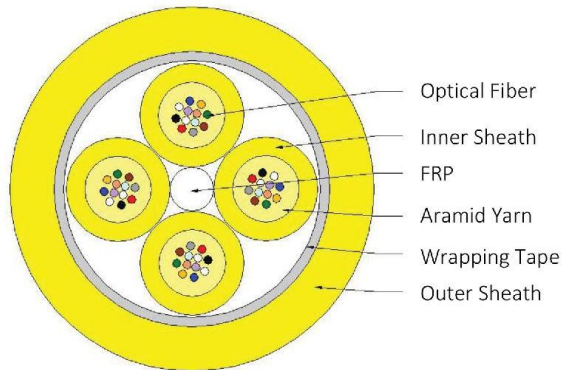 Optical Fiber
Inner Sheath
FRP
Aramid Yarn
Wrapping Tape
Outer Sheath